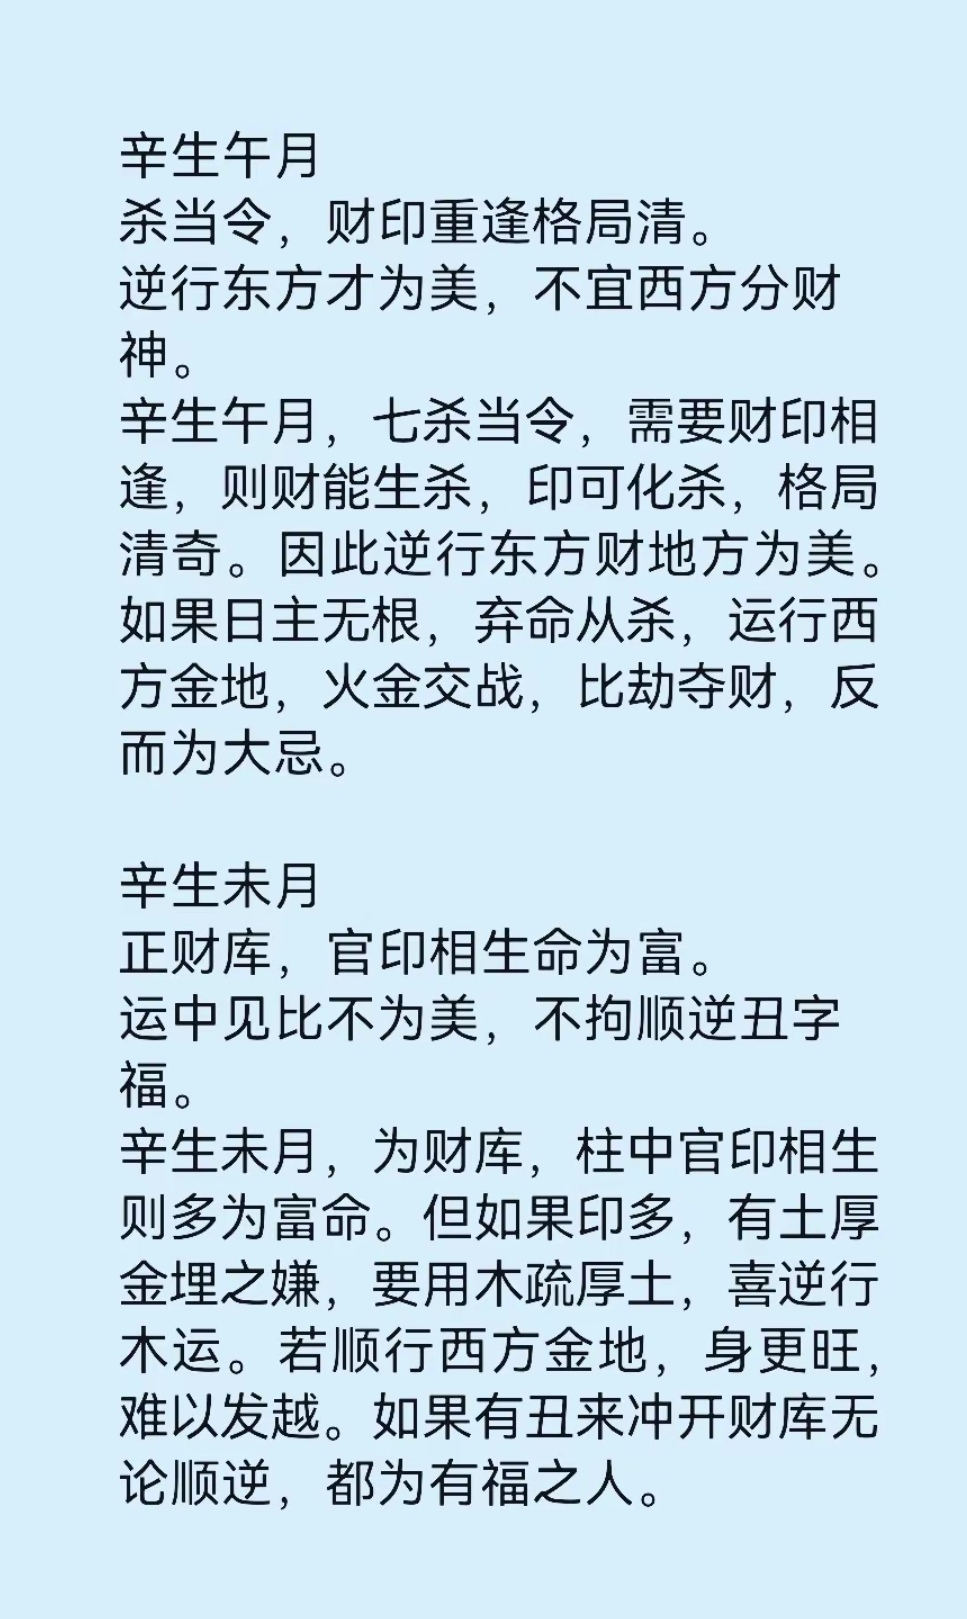 辛生午月
杀当令，财印重逢格局清。
逆行东方才为美，不宜西方分财
神。
辛生午月，七杀当令，需要财印相
逢，则财能生杀，印可化杀，格局
清奇。因此逆行东方财地方为美。
如果日主无根，弃命从杀，运行西
方金地，火金交战，比劫夺财，反
而为大忌。
辛生未月
正财库，官印相生命为富。
运中见比不为美，不拘顺逆丑字
福。
辛生未月，为财库，柱中官印相生
则多为富命。但如果印多，有土厚
金埋之嫌，要用木疏厚土，喜逆行
木运。若顺行西方金地，身更旺，
难以发越。如果有丑来冲开财库无
论顺逆，都为有福之人。